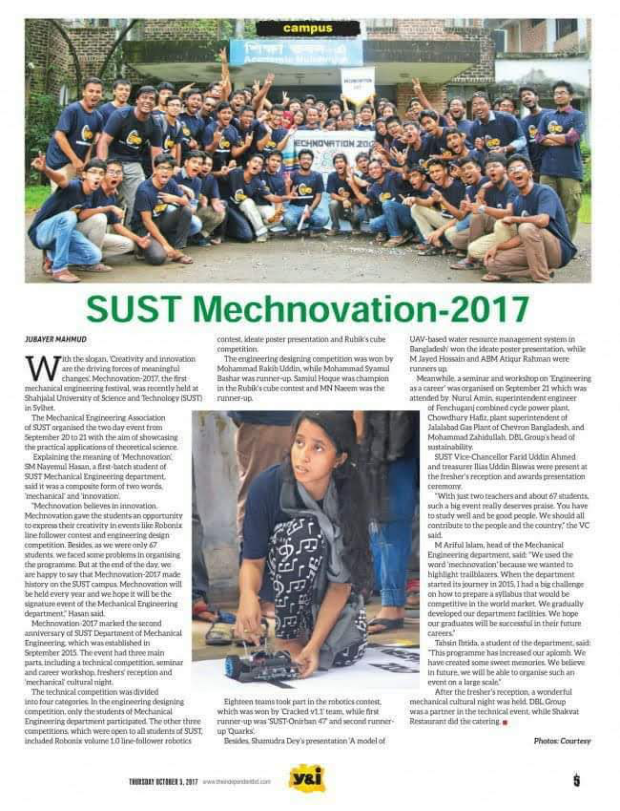 campus
শিক্ষা ভবন
Academic Building
MECHNOVATION 2017
SUST Mechnovation-2017
JUBAYER MAHMUD
With the slogan, 'Creativity and innovation
are the driving forces of meaningful
changes', Mechnovation-2017, the first
mechanical engineering festival, was recently held at
Shahjalal University of Science and Technology (SUST)
in Sylhet.
The Mechanical Engineering Association
of SUST organised the two day event from
September 20 to 21 with the aim of showcasing
the practical applications of theoretical science.
Explaining the meaning of 'Mechnovation',
SM Nayemul Hasan, a first-batch student of
SUST Mechanical Engineering department,
said it was a composite form of two words,
'mechanical' and 'innovation'.
"Mechnovation believes in innovation.
Mechnovation gave the students an opportunity
to express their creativity in events like Robonix
line follower contest and engineering design
competition. Besides, as we were only 67
students, we faced some problems in organising
the programme. But at the end of the day, we
are happy to say that Mechnovation-2017 made
history on the SUST campus. Mechnovation will
be held every year and we hope it will be the
signature event of the Mechanical Engineering
department," Hasan said.
Mechnovation-2017 marked the second
anniversary of SUST Department of Mechanical
Engineering, which was established in
September 2015. The event had three main
parts, including a technical competition, seminar
and career workshop, freshers' reception and
'mechanical' cultural night.
The technical competition was divided
into four categories. In the engineering designing
competition, only the students of Mechanical
Engineering department participated. The other three
competitions, which were open to all students of SUST,
included Robonix volume 1.0 line-follower robotics
contest, ideate poster presentation and Rubik's cube
competition.
The engineering designing competition was won by
Mohammad Rakib Uddin, while Mohammad Syamul
Bashar was runner-up. Samiul Hoque was champion
in the Rubik's cube contest and MN Naeem was the
runner-up.
Eighteen teams took part in the robotics contest,
which was won by 'Cracked v1.1' team, while first
runner-up was 'SUST-Onirban 47' and second runner-
up 'Quarks'.
Besides, Shamudra Dey's presentation 'A model of
UAV-based water resource management system in
Bangladesh' won the ideate poster presentation, while
M Jayed Hossain and ABM Atiqur Rahman were
runners up.
Meanwhile, a seminar and workshop on 'Engineering
as a career' was organised on September 21 which was
attended by Nurul Amin, superintendent engineer
of Fenchuganj combined cycle power plant,
Chowdhury Hafiz, plant superintendent of
Jalalabad Gas Plant of Chevron Bangladesh, and
Mohammad Zahidullah, DBL Group's head of
sustainability.
SUST Vice-Chancellor Farid Uddin Ahmed
and treasurer Ilias Uddin Biswas were present at
the fresher's reception and awards presentation
ceremony.
"With just two teachers and about 67 students,
such a big event really deserves praise. You have
to study well and be good people. We should all
contribute to the people and the country," the VC
said.
M Ariful Islam, head of the Mechanical
Engineering department, said: "We used the
word 'mechnovation' because we wanted to
highlight trailblazers. When the department
started its journey in 2015, I had a big challenge
on how to prepare a syllabus that would be
competitive in the world market. We gradually
developed our department facilities. We hope
our graduates will be successful in their future
careers."
Tahsin Ibtida, a student of the department, said:
"This programme has increased our aplomb. We
have created some sweet memories. We believe
in future, we will be able to organise such an
event on a large scale."
After the fresher's reception, a wonderful
mechanical cultural night was held. DBL Group
was a partner in the technical event, while Shakrat
Restaurant did the catering.
Photos: Courtesy
THURSDAY OCTOBER 5, 2017 www.theindependentbd.com
y&i
5